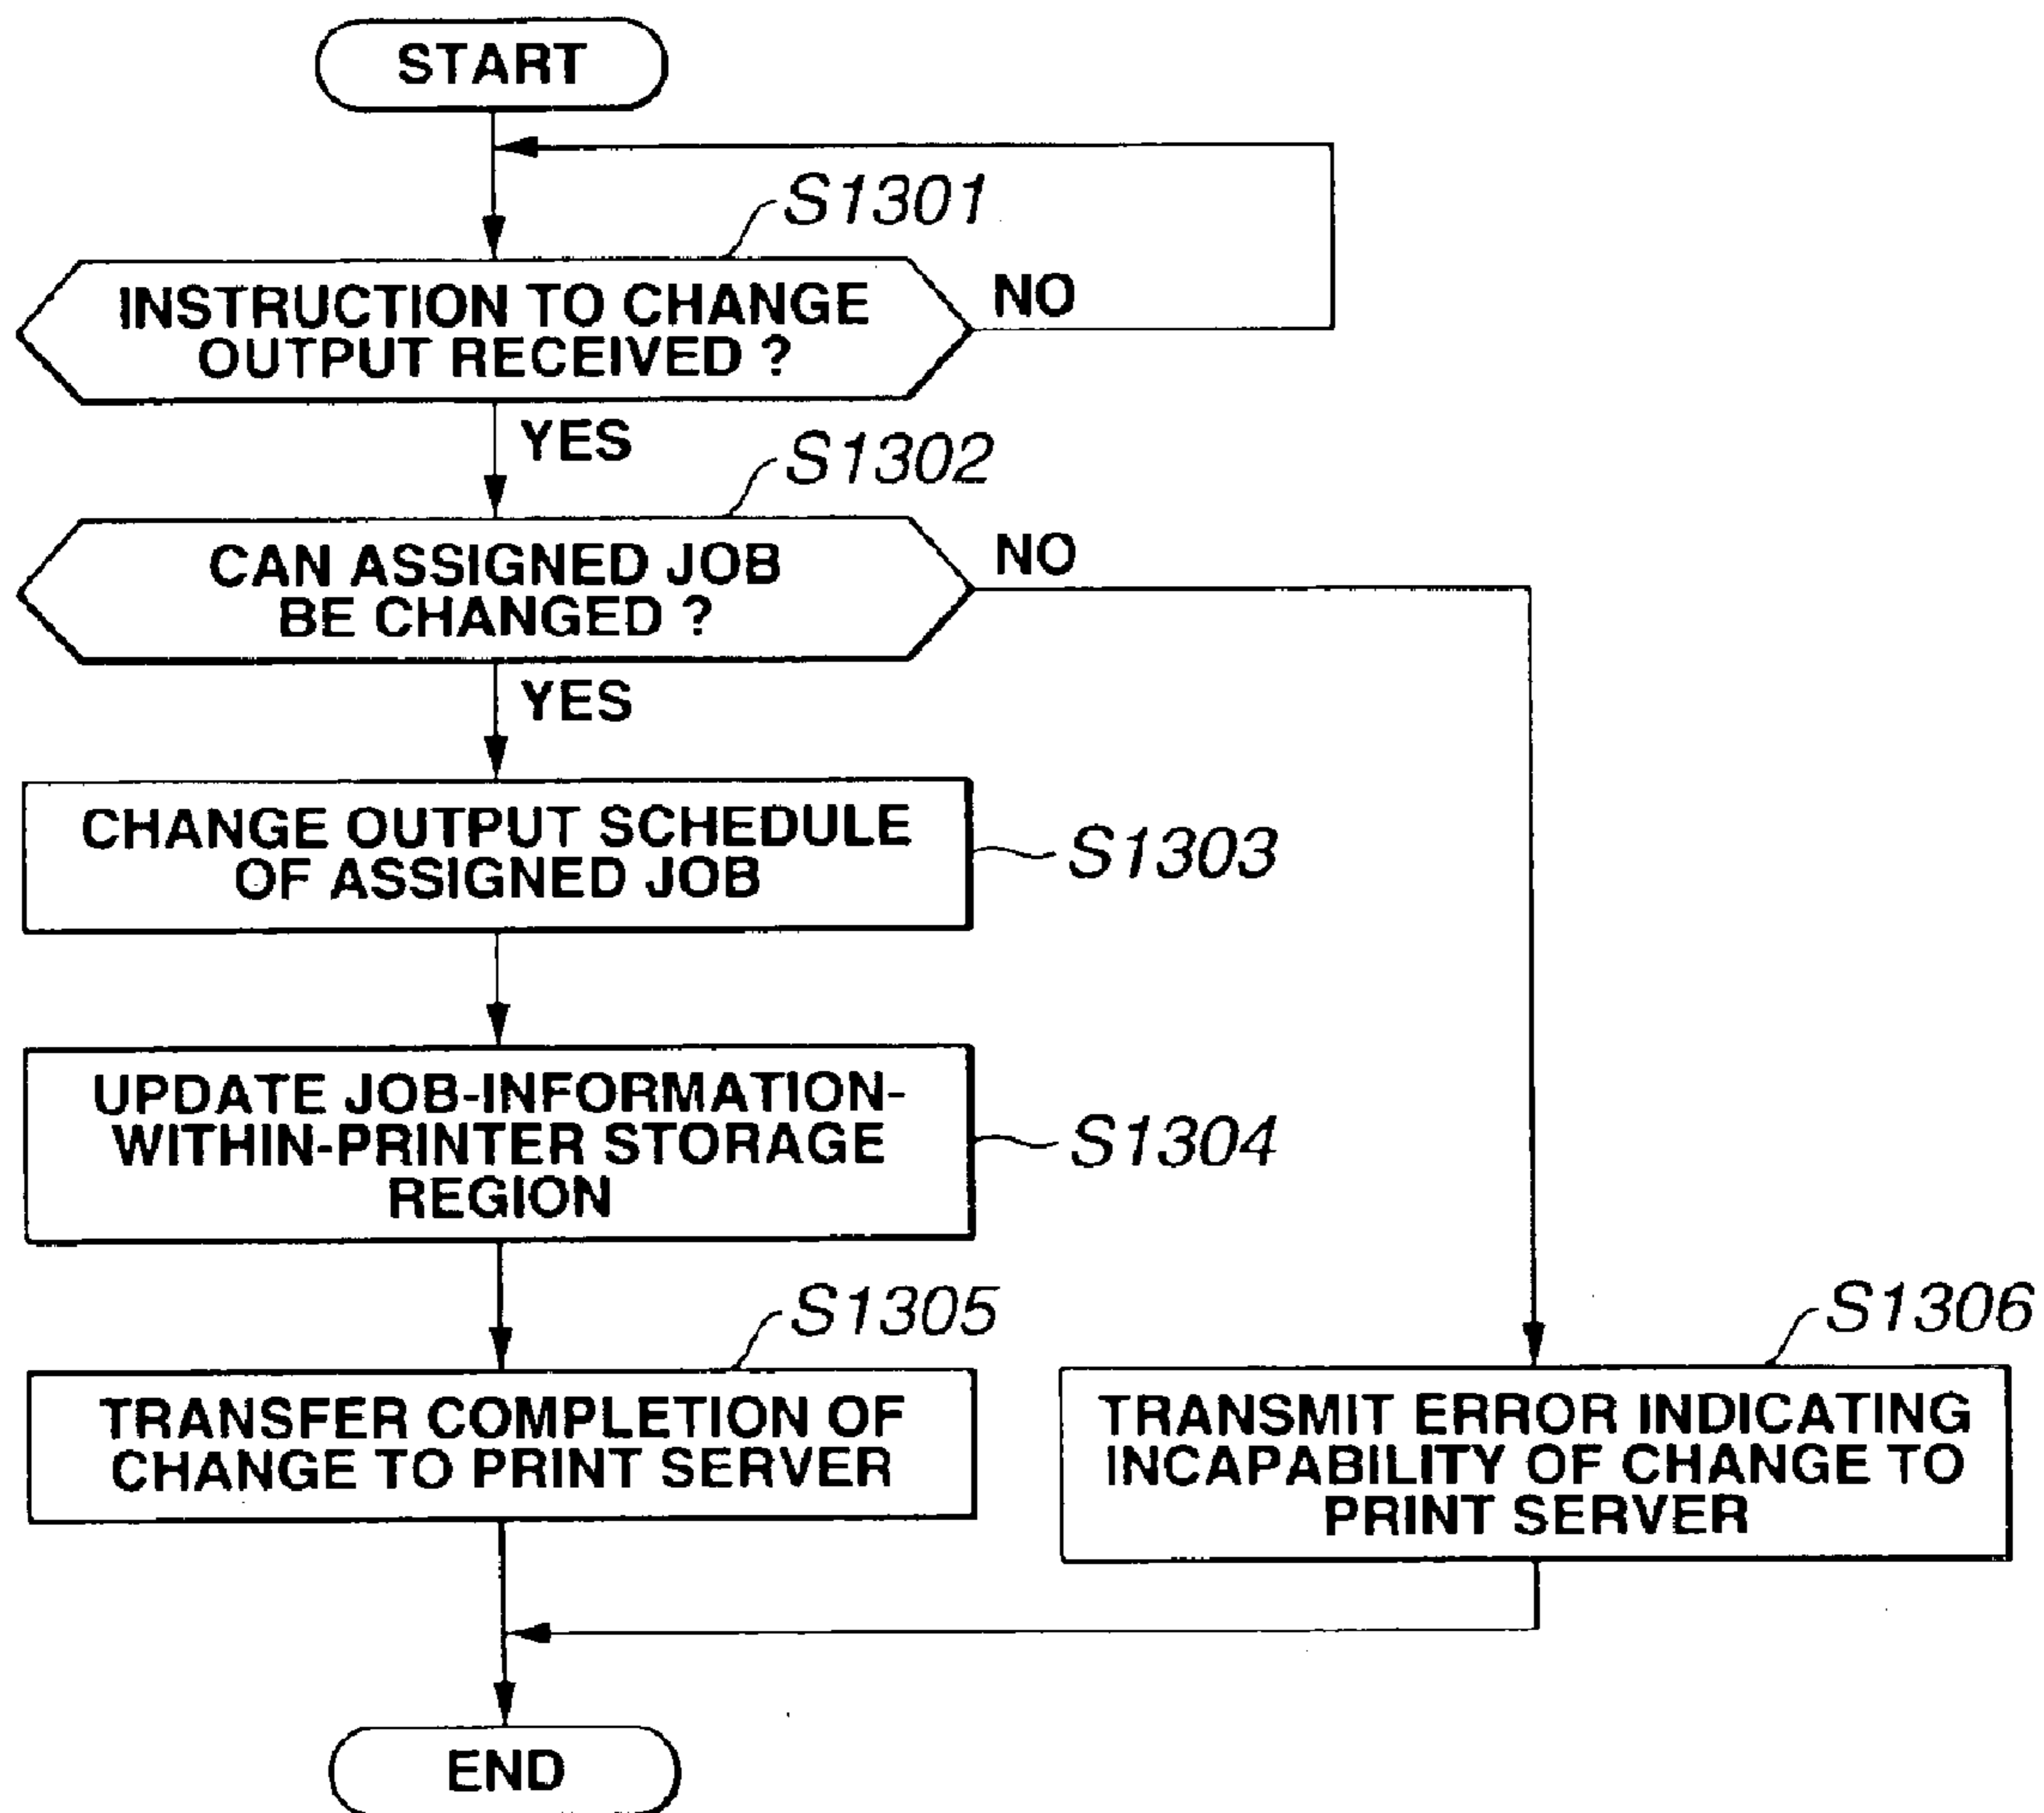 START
S1301
INSTRUCTION TO CHANGE
OUTPUT RECEIVED ?
NO
YES
S1302
CAN ASSIGNED JOB
BE CHANGED ?
NO
YES
CHANGE OUTPUT SCHEDULE
OF ASSIGNED JOB
S1303
UPDATE JOB-INFORMATION-
WITHIN-PRINTER STORAGE
REGION
S1304
S1305
TRANSFER COMPLETION OF
CHANGE TO PRINT SERVER
S1306
TRANSMIT ERROR INDICATING
INCAPABILITY OF CHANGE TO
PRINT SERVER
END